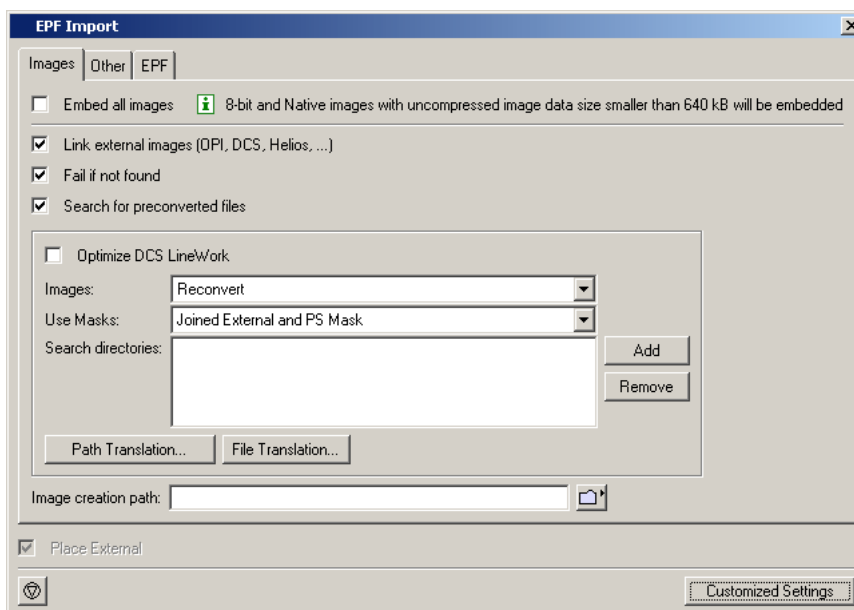 EPF Import
Images Other EPF
Embed all images 8-bit and Native images with uncompressed image data size smaller than 640 kB will be embedded
Link external images (OPI, DCS, Helios, ...)
Fail if not found
Search for preconverted files
Optimize DCS LineWork
Images: Reconvert
Use Masks: Joined External and PS Mask
Search directories: Add
Remove
Path Translation... File Translation...
Image creation path:
Place External
Customized Settings